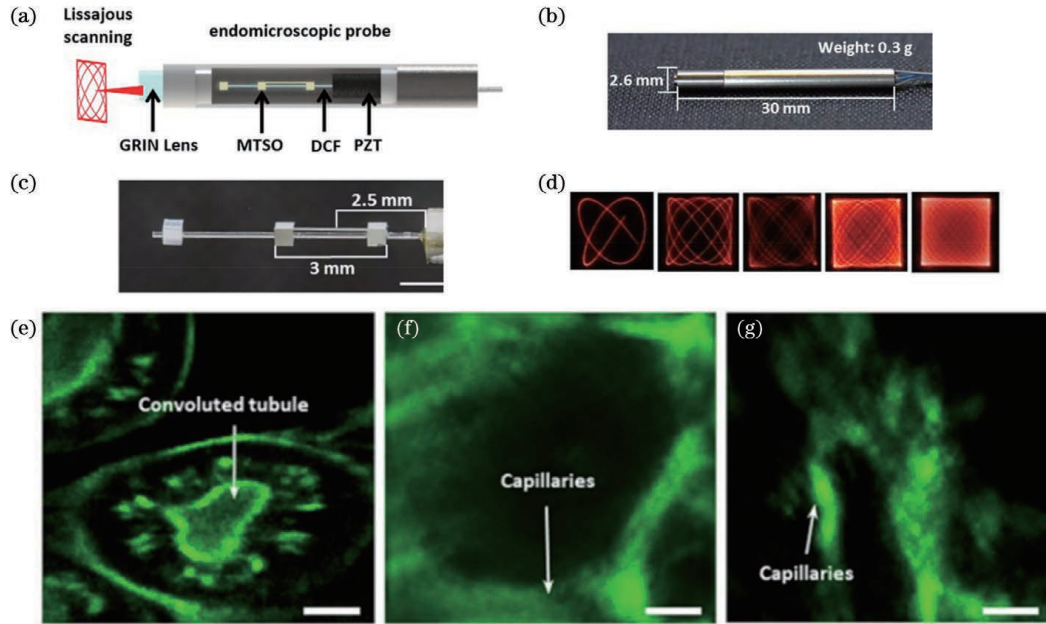 (a)
Lissajous
scanning
endomicroscopic probe
GRIN Lens
MTSO
DCF
PZT
(b)
Weight: 0.3 g
2.6 mm
30 mm
(c)
2.5 mm
3 mm
(d)
(e)
Convoluted tubule
(f)
Capillaries
(g)
Capillaries